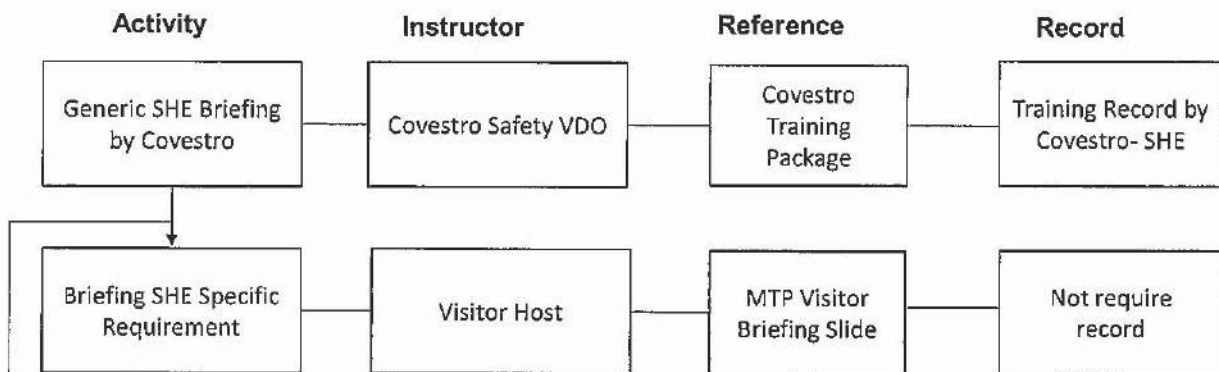 Activity Instructor Reference Record
Generic SHE Briefing
by Covestro
Covestro Safety VDO
Covestro
Training
Package
Training Record by
Covestro- SHE
Briefing SHE Specific
Requirement
Visitor Host
MTP Visitor
Briefing Slide
Not require
record